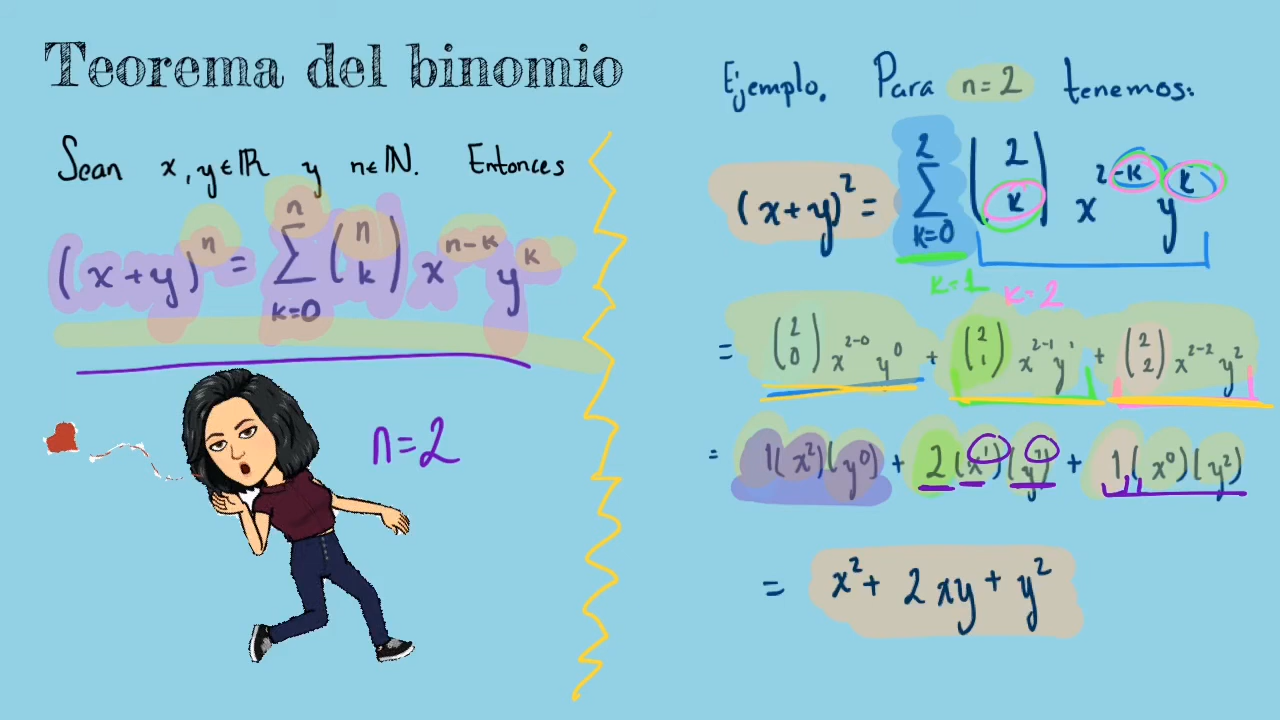 Teorema del binomio
Sean x, y ∈ ℝ y n ∈ ℕ. Entonces
(x + y)^n = ∑_{k=0}^{n} (n k) x^{n-k} y^k
n = 2
Ejemplo. Para n = 2 tenemos:
(x + y)^2 = ∑_{k=0}^{2} (2 k) x^{2-k} y^k
k = 1 k = 2
= (2 0) x^{2-0} y^0 + (2 1) x^{2-1} y^1 + (2 2) x^{2-2} y^2
= 1(x^2)(y^0) + 2(x^1)(y^1) + 1(x^0)(y^2)
= x^2 + 2xy + y^2